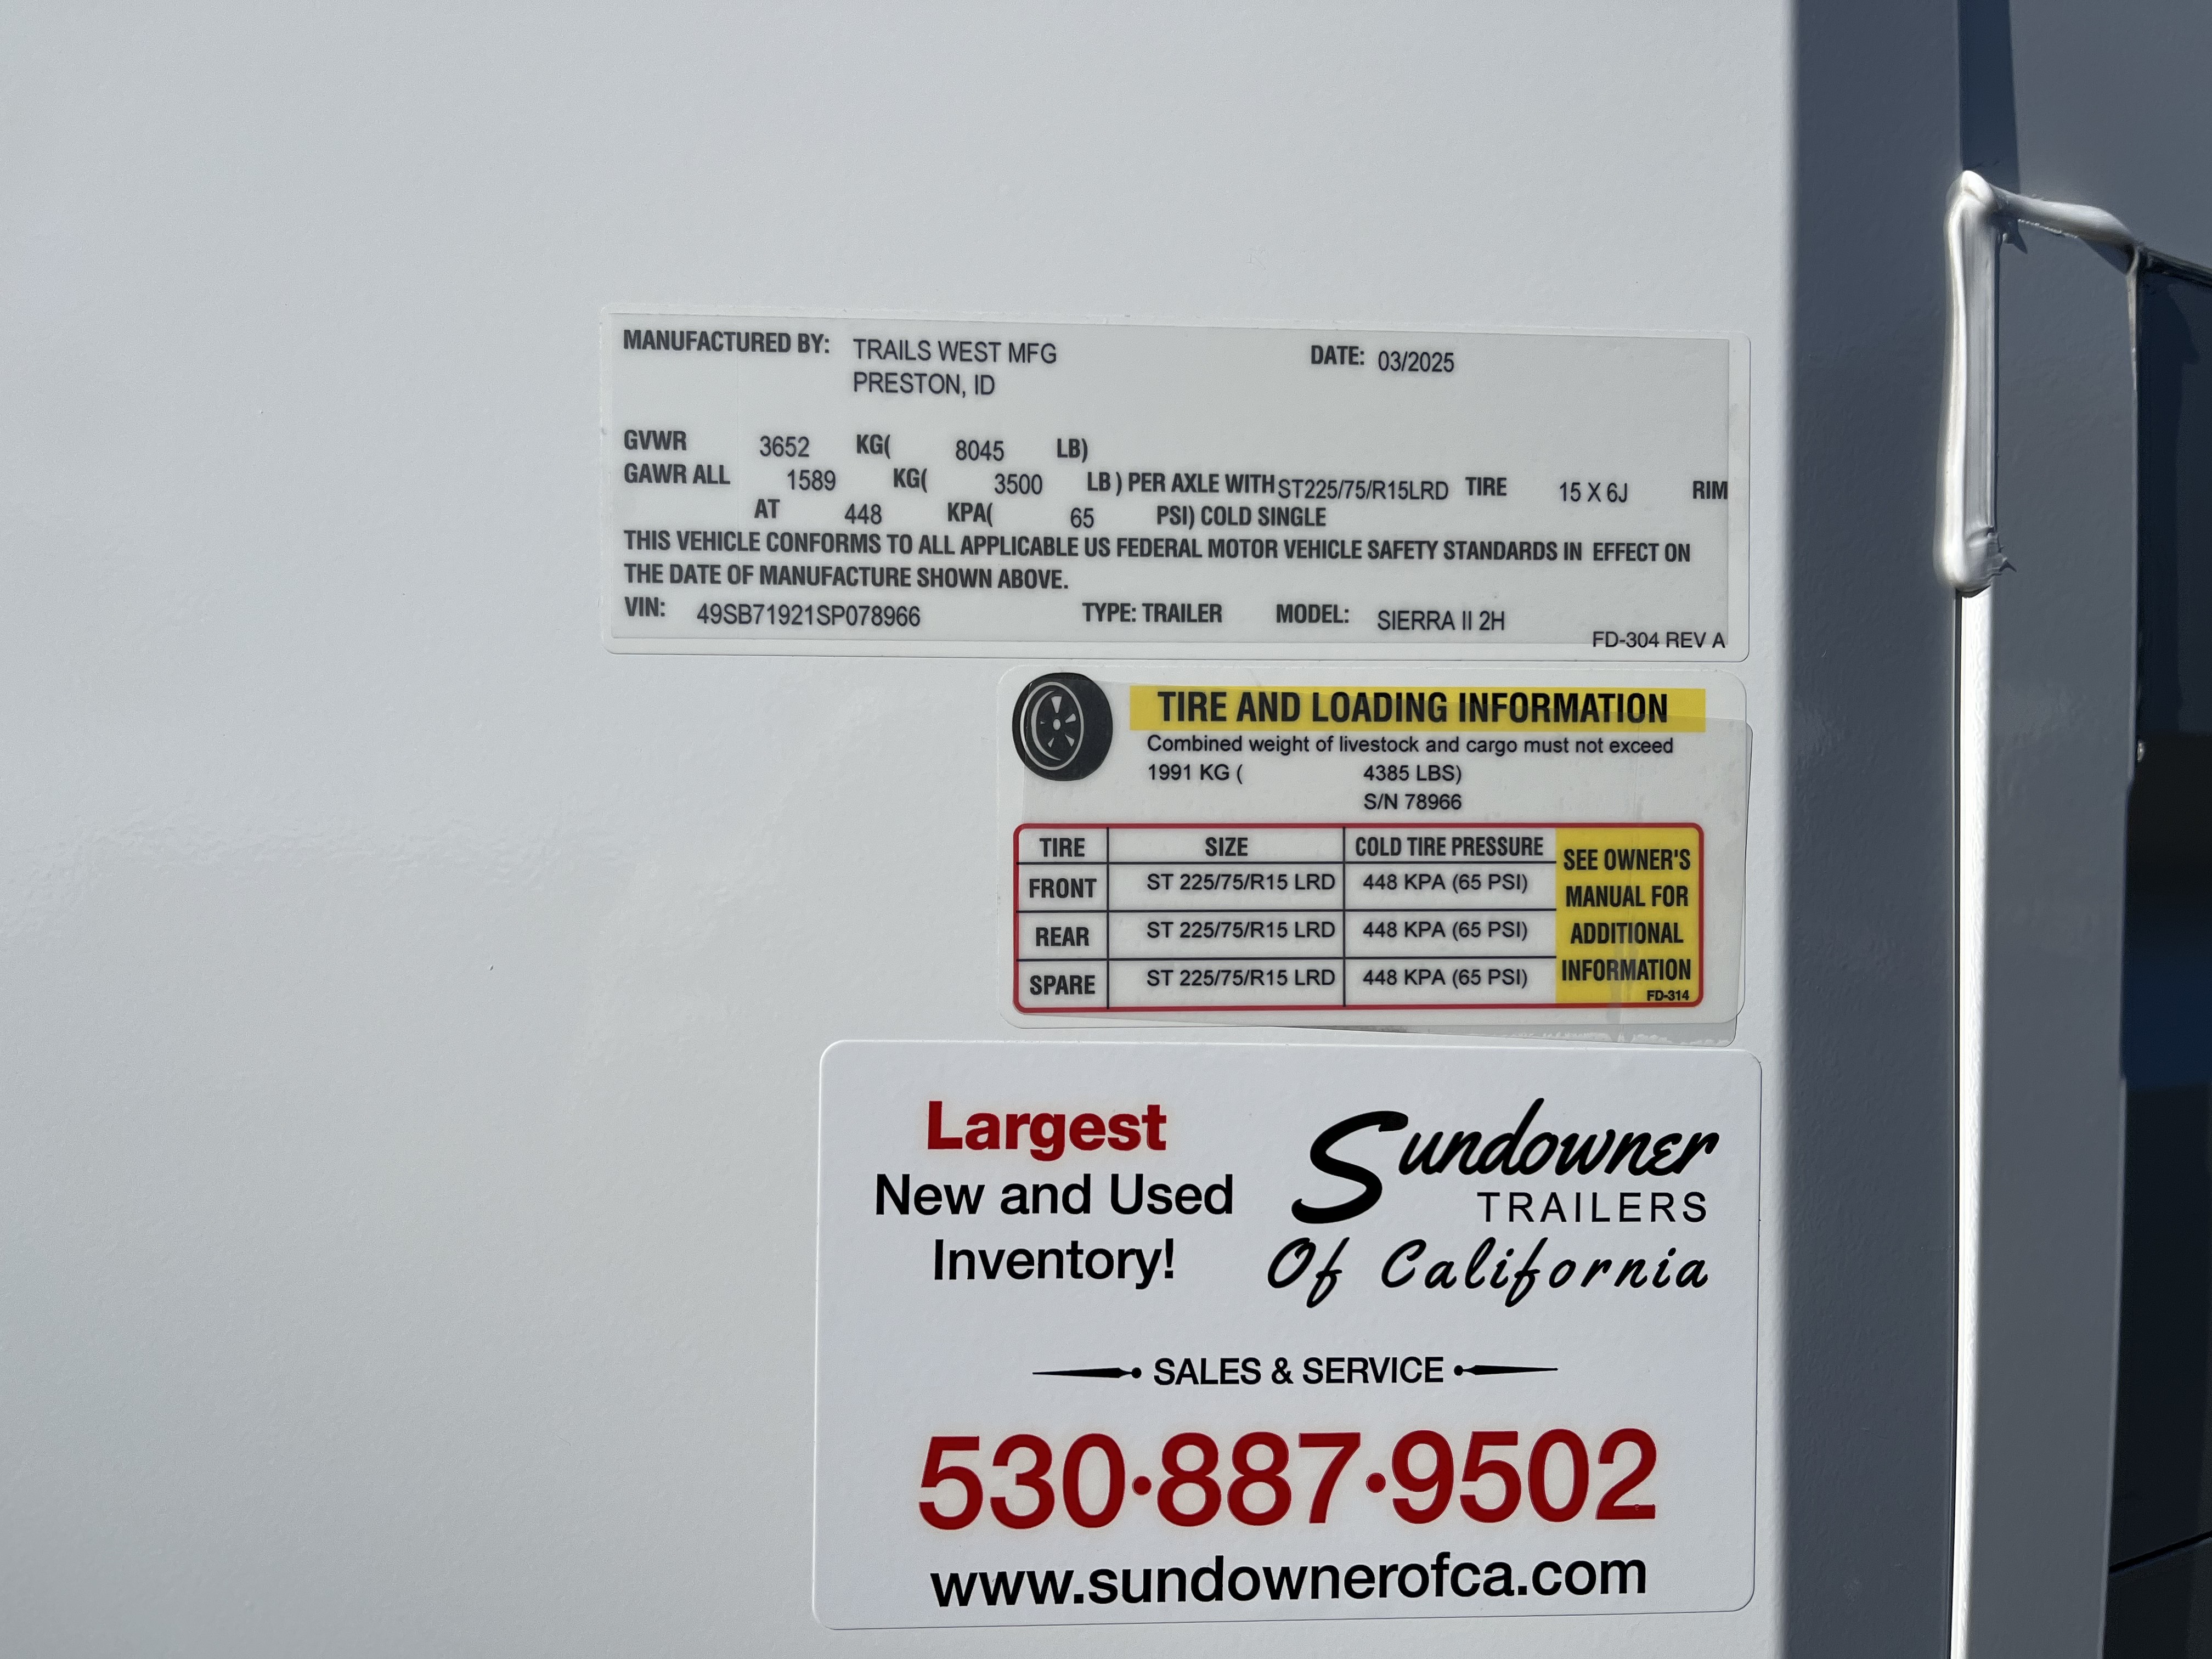 MANUFACTURED BY: TRAILS WEST MFG DATE: 03/2025
PRESTON, ID
GVWR 3652 KG( 8045 LB)
GAWR ALL 1589 KG( 3500 LB ) PER AXLE WITH ST225/75/R15LRD TIRE 15 X 6J RIM
AT 448 KPA( 65 PSI) COLD SINGLE
THIS VEHICLE CONFORMS TO ALL APPLICABLE US FEDERAL MOTOR VEHICLE SAFETY STANDARDS IN EFFECT ON
THE DATE OF MANUFACTURE SHOWN ABOVE.
VIN: 49SB71921SP078966 TYPE: TRAILER MODEL: SIERRA II 2H
FD-304 REV A
TIRE AND LOADING INFORMATION
Combined weight of livestock and cargo must not exceed
1991 KG ( 4385 LBS)
S/N 78966
TIRE SIZE COLD TIRE PRESSURE
FRONT ST 225/75/R15 LRD 448 KPA (65 PSI)
REAR ST 225/75/R15 LRD 448 KPA (65 PSI)
SPARE ST 225/75/R15 LRD 448 KPA (65 PSI)
SEE OWNER'S
MANUAL FOR
ADDITIONAL
INFORMATION
FD-314
Largest
New and Used
Inventory!
Sundowner
TRAILERS
Of California
SALES & SERVICE
530•887•9502
www.sundownerofca.com